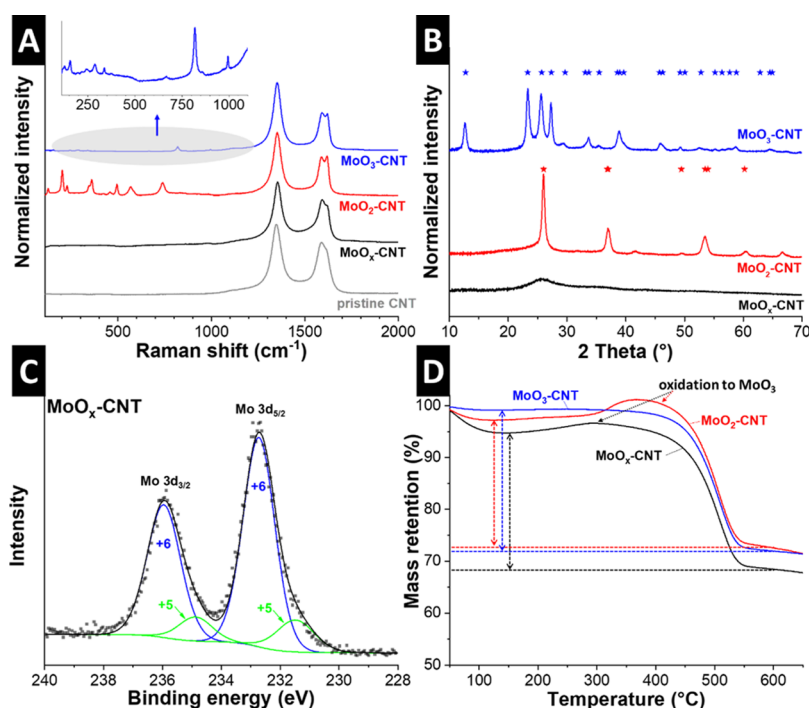 A
100 250 500 750 1000
Normalized intensity
MoO₃-CNT
MoO₂-CNT
MoOₓ-CNT
pristine CNT
500 1000 1500 2000
Raman shift (cm⁻¹)
B
Normalized intensity
MoO₃-CNT
MoO₂-CNT
MoOₓ-CNT
10 20 30 40 50 60 70
2 Theta (°)
C
MoOₓ-CNT
Mo 3d₅/₂
Mo 3d₃/₂
+6
+6
+5
+5
Intensity
240 238 236 234 232 230 228
Binding energy (eV)
D
oxidation to MoO₃
MoO₃-CNT
MoO₂-CNT
MoOₓ-CNT
Mass retention (%)
100
90
80
70
60
50
100 200 300 400 500 600
Temperature (°C)